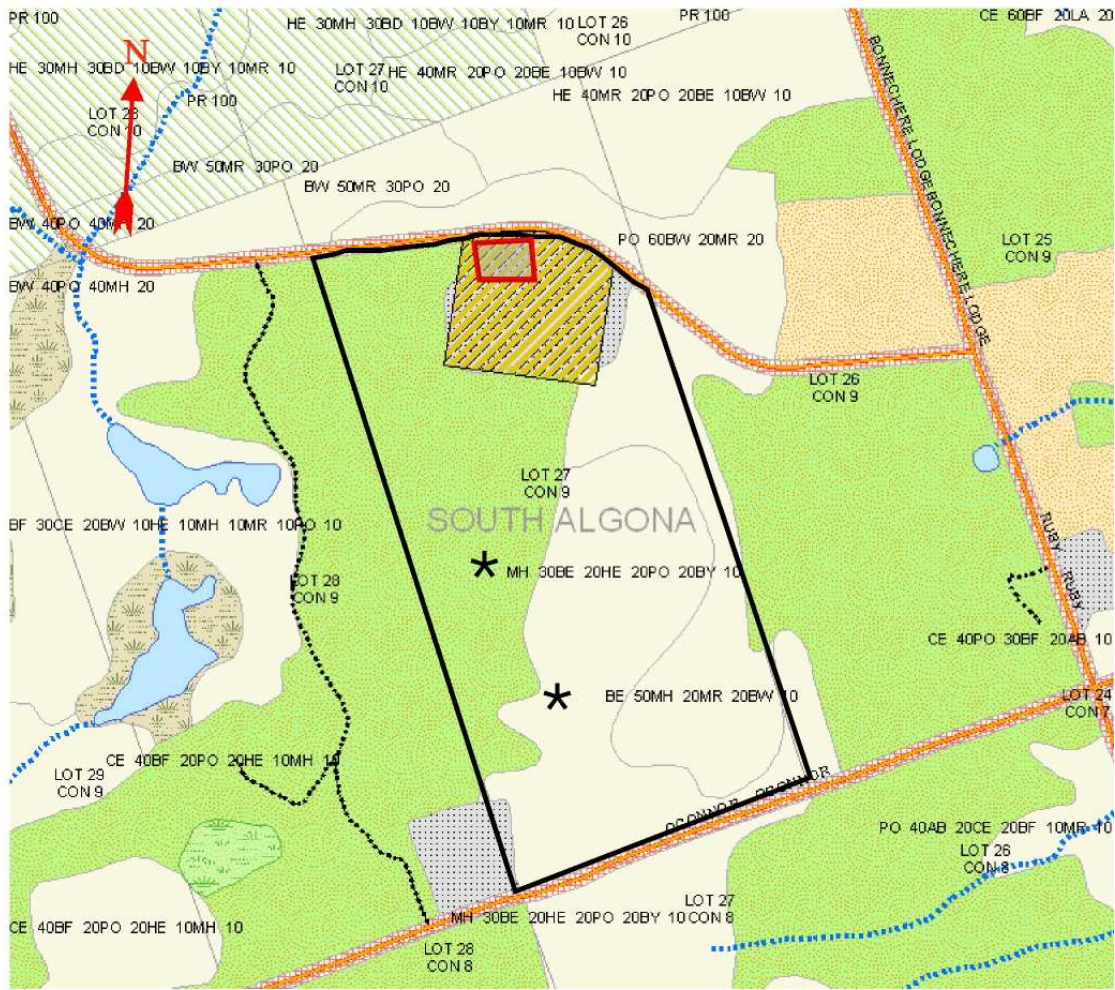 PR 100
HE 30MH 30BD 10BW 10BY 10MR 10
LOT 26
CON 10
PR 100
CE 60BF 20LA 20
HE 30MH 30BD 10BW 10BY 10MR 10
LOT 27
CON 10
HE 40MR 20PO 20BE 10BW 10
HE 40MR 20PO 20BE 10BW 10
N
PR 100
LOT 28
CON 10
BW 50MR 30PO 20
BW 50MR 30PO 20
BW 40PO 40MH 20
PO 60BW 20MR 20
BONNECHERE LODGE
BONNECHERE LODGE
LOT 25
CON 9
BW 40PO 40MH 20
LOT 26
CON 9
LOT 27
CON 9
SOUTH ALGONA
BF 30CE 20BW 10HE 10MH 10MR 10PO 10
MH 30BE 20HE 20PO 20BY 10
LOT 28
CON 9
RUBY
RUBY
CE 40PO 30BF 20AB 10
BE 50MH 20MR 20BW 10
LOT 24
CON 7
CE 40BF 20PO 20HE 10MH 10
LOT 29
CON 9
OCONNOR
OCONNOR
PO 40AB 20CE 20BF 10MR 10
LOT 26
CON 8
LOT 27
CON 8
MH 30BE 20HE 20PO 20BY 10
CE 40BF 20PO 20HE 10MH 10
LOT 28
CON 8